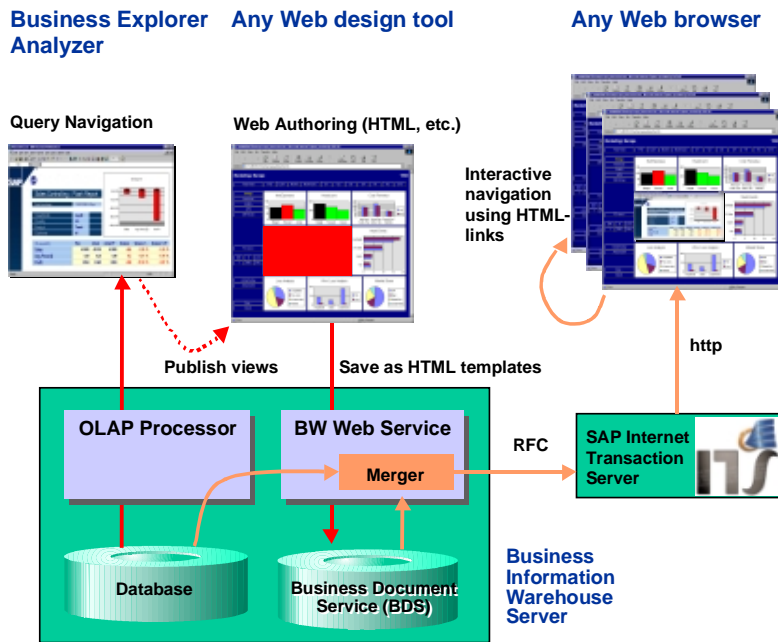 Business Explorer
Analyzer
Any Web design tool
Any Web browser
Query Navigation
Web Authoring (HTML, etc.)
Interactive
navigation
using HTML-
links
Publish views
Save as HTML templates
http
OLAP Processor
BW Web Service
Merger
RFC
SAP Internet
Transaction
Server
ITS
Database
Business Document
Service (BDS)
Business
Information
Warehouse
Server